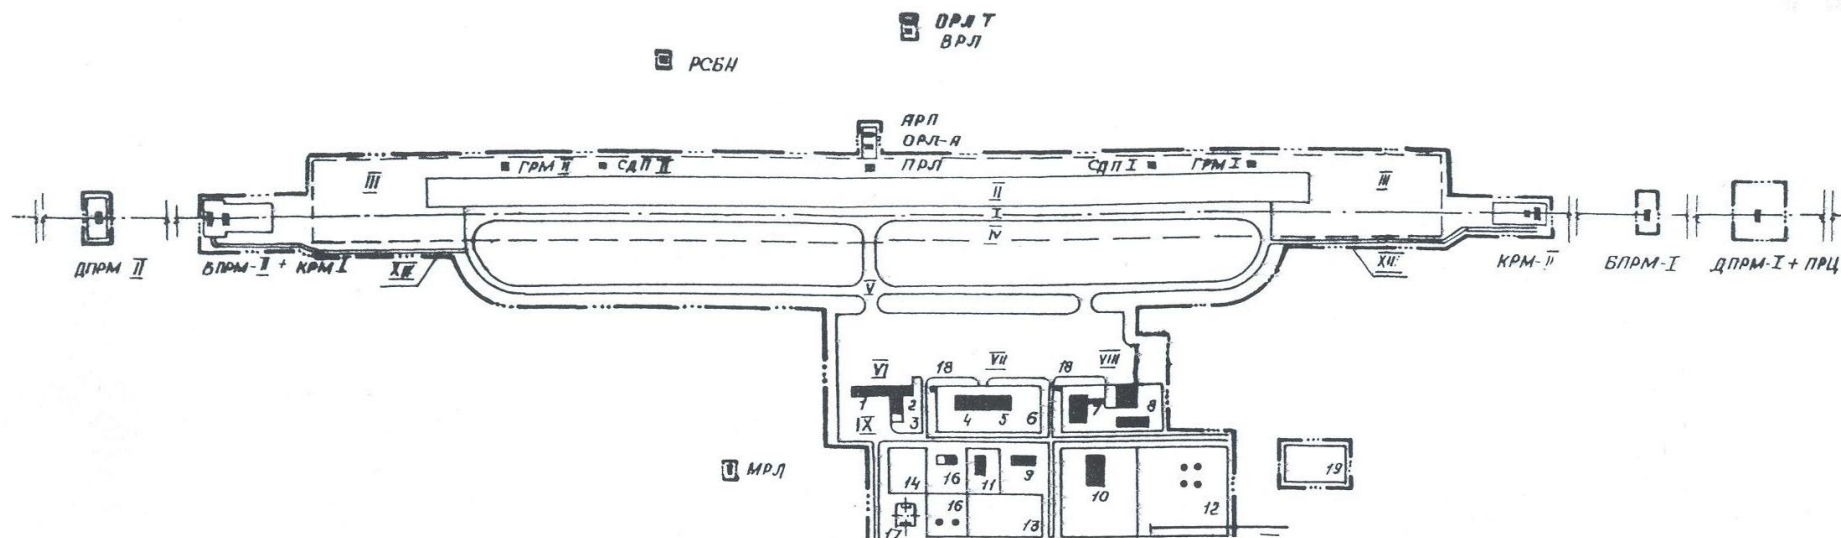 ОРЛ Т
ВРЛ
РСБН
АРП
ОРЛ-А
ГРМ II
СДП II
ПРЛ
СДП I
ГРМ I
III
II
III
I
IV
ДПРМ II
БПРМ-II + КРМ I
XII
V
XII
КРМ-II
БПРМ-I
ДПРМ-I + ПРЦ
VI
18
VII
18
VIII
1
2
3
4
5
6
7
8
IX
МРЛ
14
16
11
9
10
12
19
16
13
17